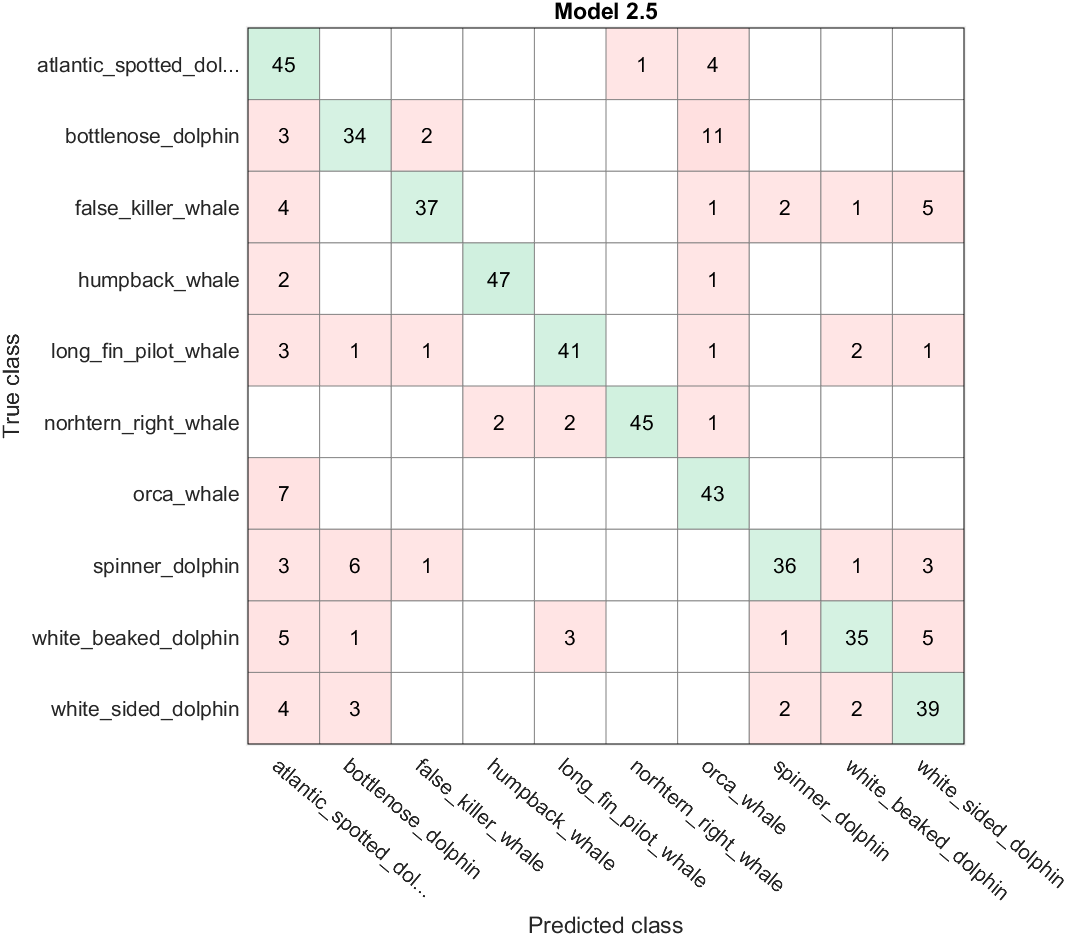 Model 2.5
True class
atlantic_spotted_dol... 45 1 4
bottlenose_dolphin 3 34 2 11
false_killer_whale 4 37 1 2 1 5
humpback_whale 2 47 1
long_fin_pilot_whale 3 1 1 41 1 2 1
norhtern_right_whale 2 2 45 1
orca_whale 7 43
spinner_dolphin 3 6 1 36 1 3
white_beaked_dolphin 5 1 3 1 35 5
white_sided_dolphin 4 3 2 2 39
atlantic_spotted_dol...
bottlenose_dolphin
false_killer_whale
humpback_whale
long_fin_pilot_whale
norhtern_right_whale
orca_whale
spinner_dolphin
white_beaked_dolphin
white_sided_dolphin
Predicted class